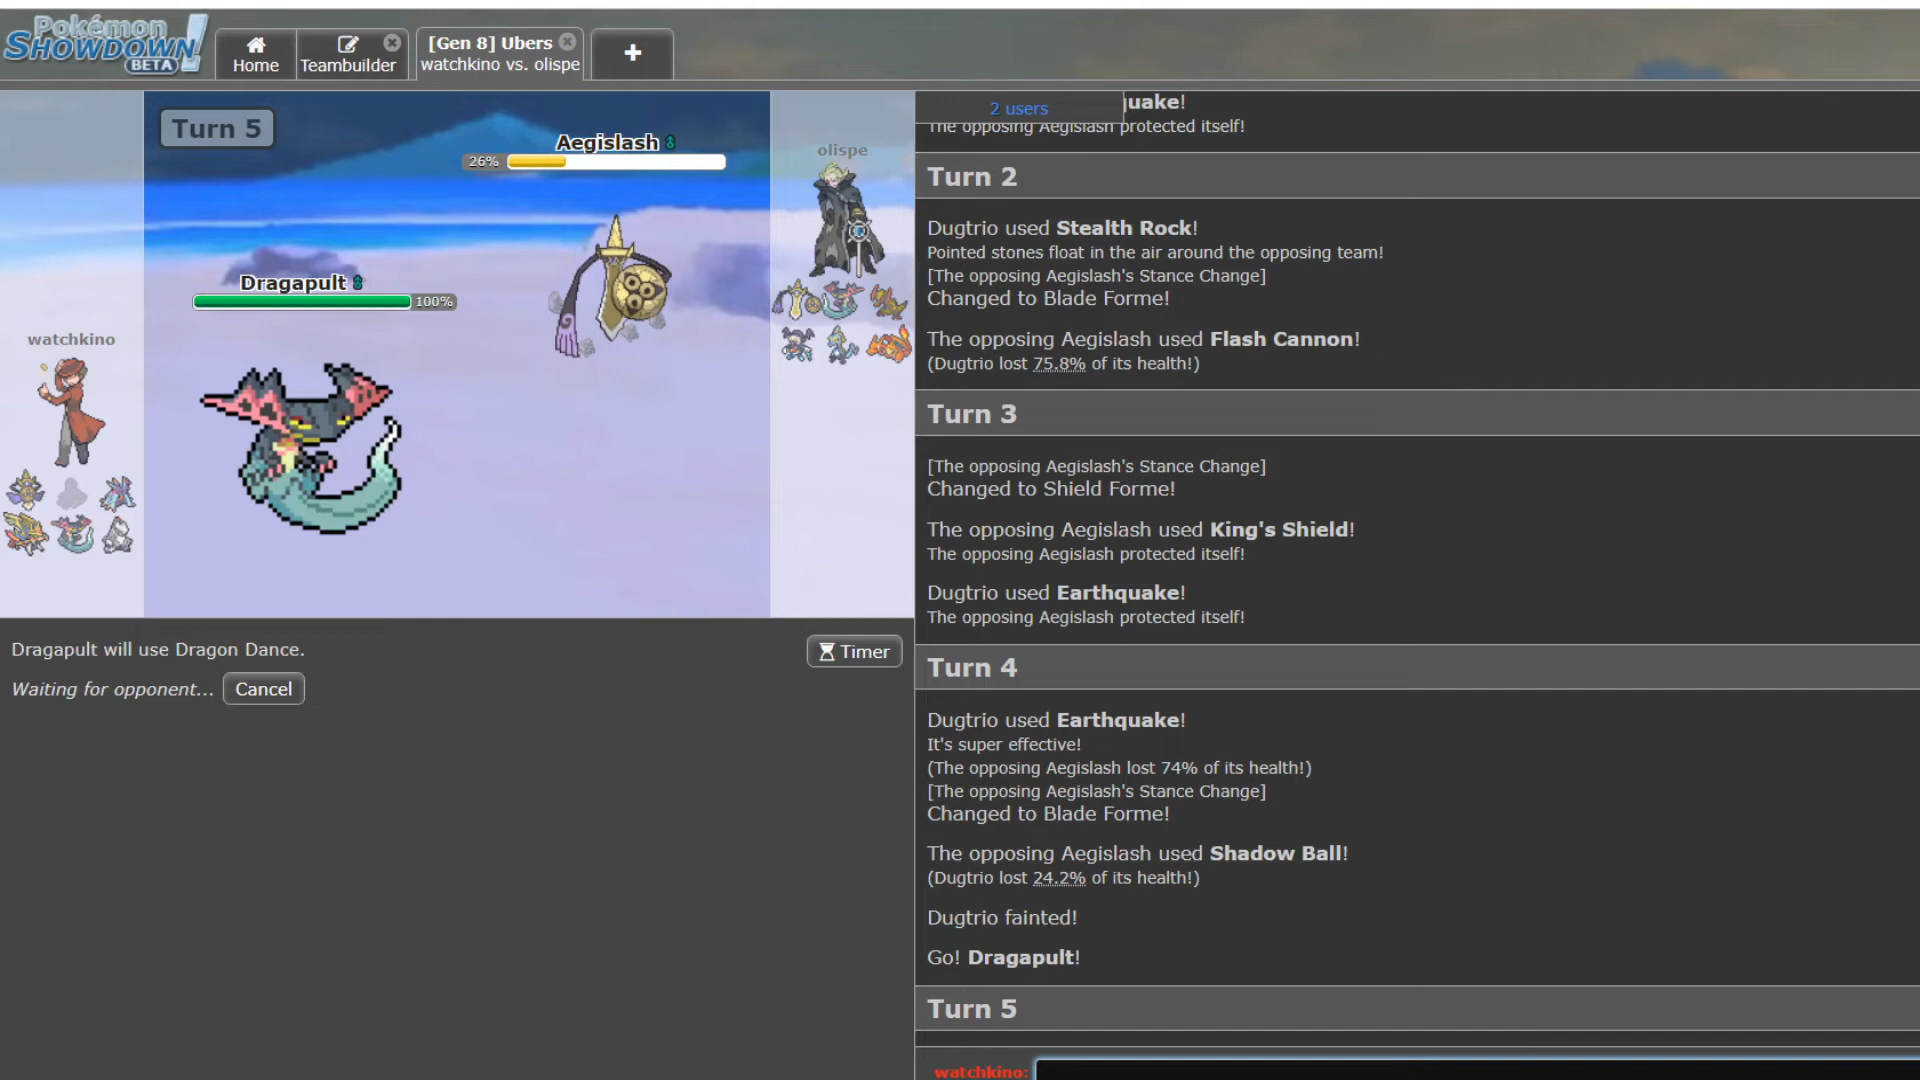 Pokémon
SHOWDOWN!
BETA
Home
Teambuilder
[Gen 8] Ubers
watchkino vs. olispe
Turn 5
Aegislash
26%
Dragapult
100%
watchkino
olispe
Dragapult will use Dragon Dance.
Timer
Waiting for opponent...
Cancel
2 users
quake!
The opposing Aegislash protected itself!
Turn 2
Dugtrio used Stealth Rock!
Pointed stones float in the air around the opposing team!
[The opposing Aegislash's Stance Change]
Changed to Blade Forme!
The opposing Aegislash used Flash Cannon!
(Dugtrio lost 75.8% of its health!)
Turn 3
[The opposing Aegislash's Stance Change]
Changed to Shield Forme!
The opposing Aegislash used King's Shield!
The opposing Aegislash protected itself!
Dugtrio used Earthquake!
The opposing Aegislash protected itself!
Turn 4
Dugtrio used Earthquake!
It's super effective!
(The opposing Aegislash lost 74% of its health!)
[The opposing Aegislash's Stance Change]
Changed to Blade Forme!
The opposing Aegislash used Shadow Ball!
(Dugtrio lost 24.2% of its health!)
Dugtrio fainted!
Go! Dragapult!
Turn 5
watchkino: